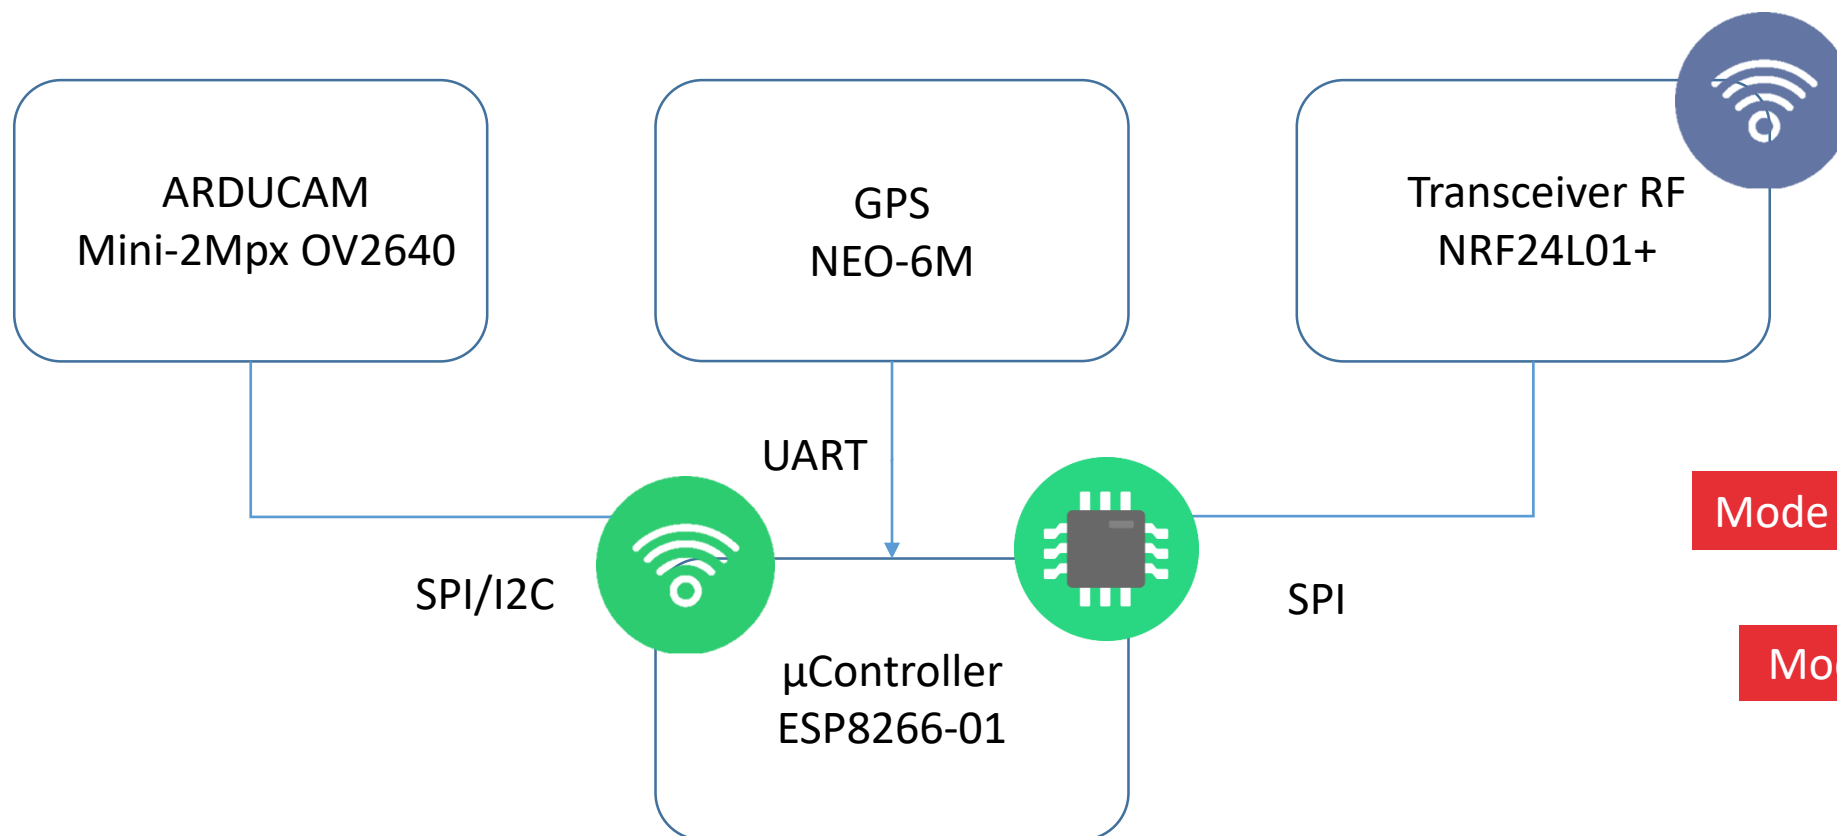 ARDUCAM
Mini-2Mpx OV2640
GPS
NEO-6M
Transceiver RF
NRF24L01+
UART
SPI/I2C
SPI
Mode
µController
ESP8266-01